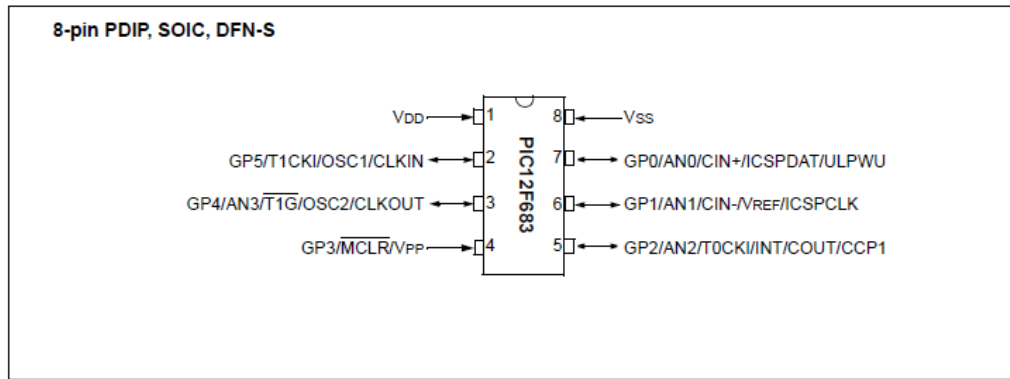 8-pin PDIP, SOIC, DFN-S
VDD 1 8 VSS
GP5/T1CKI/OSC1/CLKIN 2 7 GP0/AN0/CIN+/ICSPDAT/ULPWU
GP4/AN3/T1G/OSC2/CLKOUT 3 6 GP1/AN1/CIN-/VREF/ICSPCLK
GP3/MCLR/VPP 4 5 GP2/AN2/T0CKI/INT/COUT/CCP1
PIC12F683